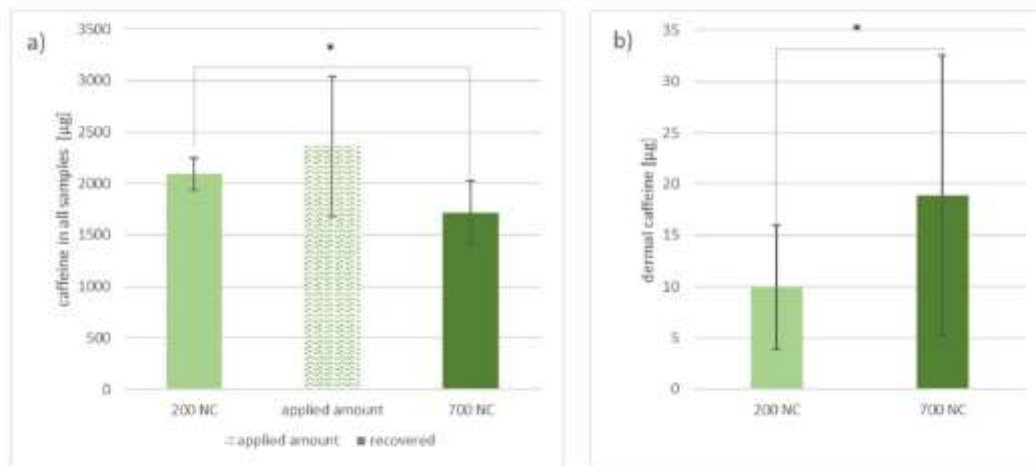 a)
*
3500
3000
2500
2000
1500
1000
500
0
caffeine in all samples [µg]
200 NC applied amount 700 NC
applied amount recovered
b)
*
35
30
25
20
15
10
5
0
dermal caffeine [µg]
200 NC 700 NC